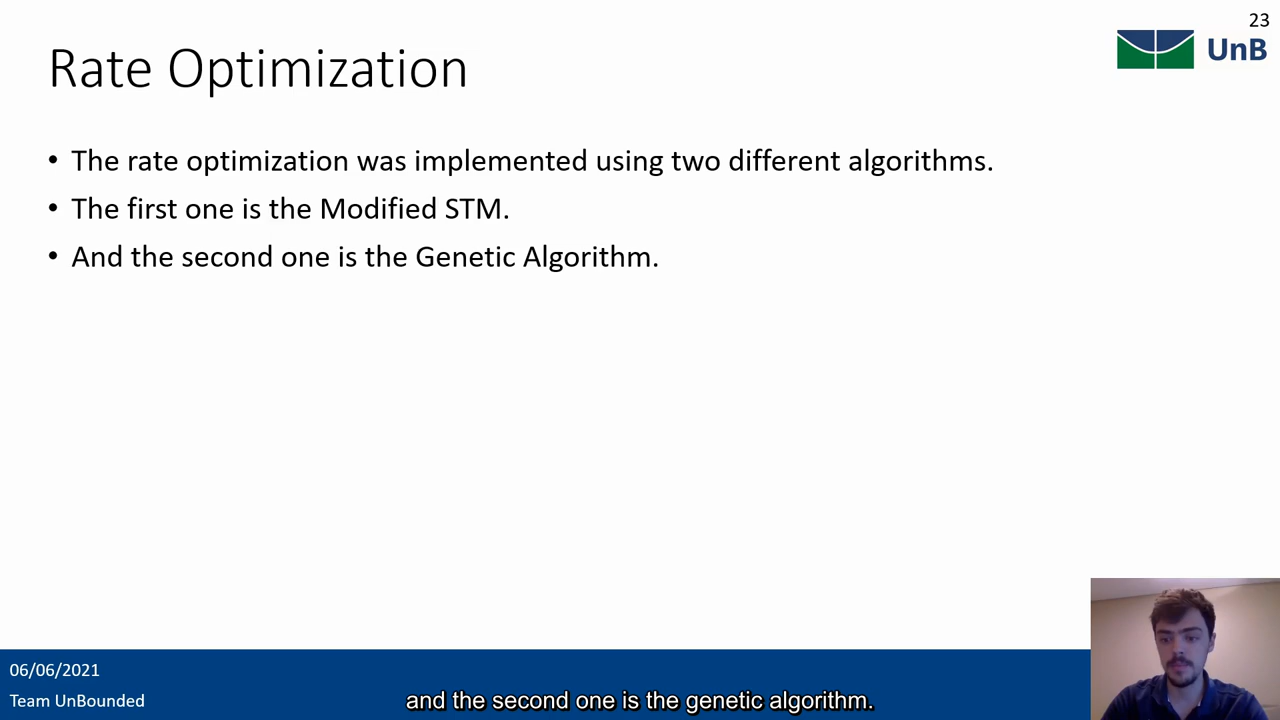 23
Rate Optimization
UnB
• The rate optimization was implemented using two different algorithms.
• The first one is the Modified STM.
• And the second one is the Genetic Algorithm.
06/06/2021
Team UnBounded
and the second one is the genetic algorithm.